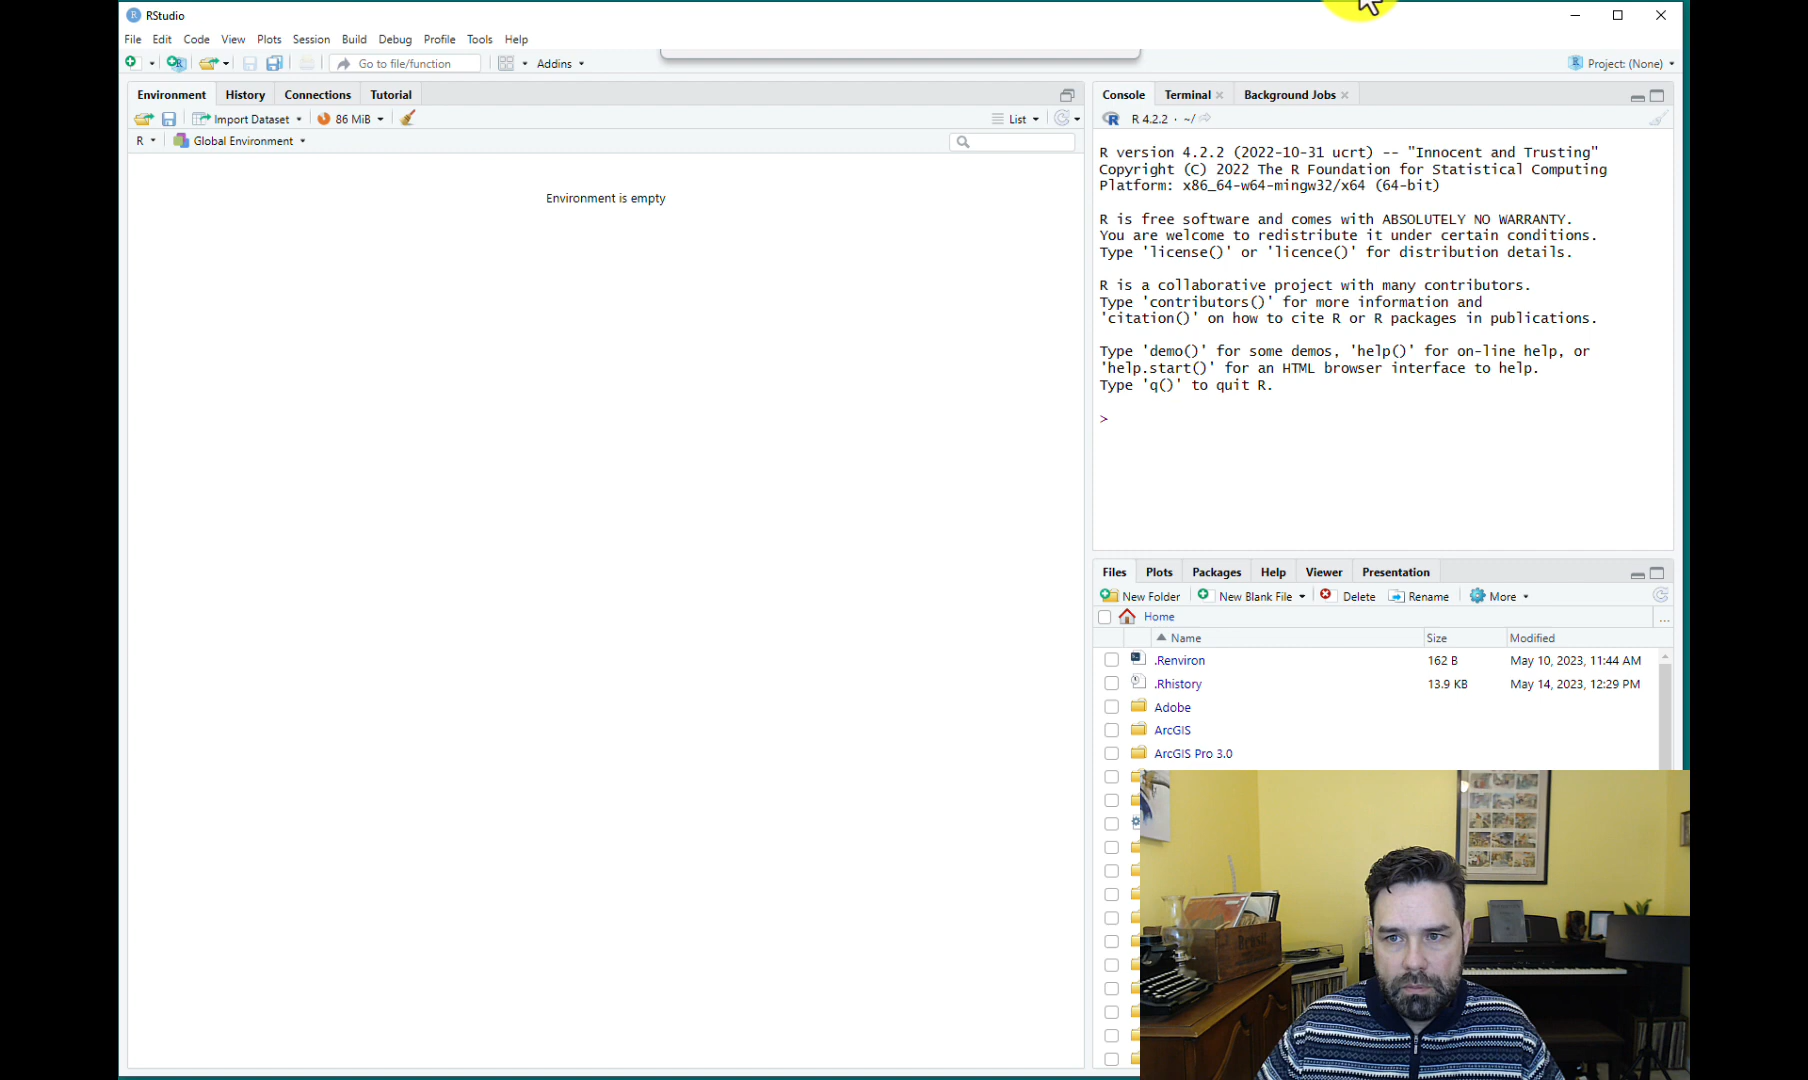 RStudio
File Edit Code View Plots Session Build Debug Profile Tools Help
Go to file/function Addins Project: (None)
Environment History Connections Tutorial
Import Dataset 86 MiB List
R Global Environment
Environment is empty
Console Terminal Background Jobs
R 4.2.2 · ~/
R version 4.2.2 (2022-10-31 ucrt) -- "Innocent and Trusting"
Copyright (C) 2022 The R Foundation for Statistical Computing
Platform: x86_64-w64-mingw32/x64 (64-bit)
R is free software and comes with ABSOLUTELY NO WARRANTY.
You are welcome to redistribute it under certain conditions.
Type 'license()' or 'licence()' for distribution details.
R is a collaborative project with many contributors.
Type 'contributors()' for more information and
'citation()' on how to cite R or R packages in publications.
Type 'demo()' for some demos, 'help()' for on-line help, or
'help.start()' for an HTML browser interface to help.
Type 'q()' to quit R.
>
Files Plots Packages Help Viewer Presentation
New Folder New Blank File Delete Rename More
Home ...
Name Size Modified
.Renviron 162 B May 10, 2023, 11:44 AM
.Rhistory 13.9 KB May 14, 2023, 12:29 PM
Adobe
ArcGIS
ArcGIS Pro 3.0